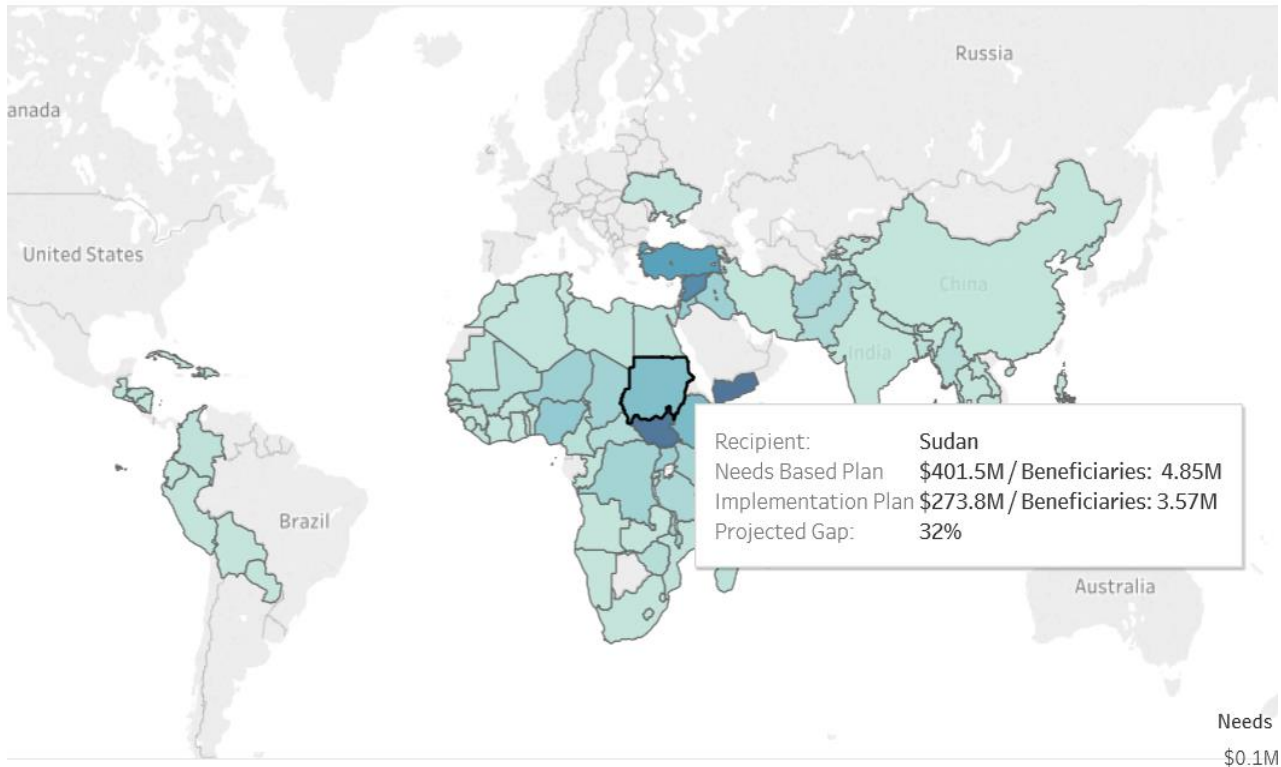 Russia
anada
United States
China
India
Recipient: Sudan
Needs Based Plan $401.5M / Beneficiaries: 4.85M
Implementation Plan $273.8M / Beneficiaries: 3.57M
Projected Gap: 32%
Brazil
Australia
Needs
$0.1M